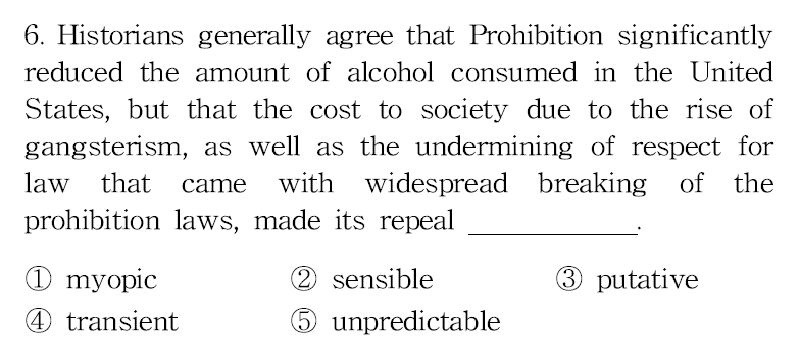 6. Historians generally agree that Prohibition significantly
reduced the amount of alcohol consumed in the United
States, but that the cost to society due to the rise of
gangsterism, as well as the undermining of respect for
law that came with widespread breaking of the
prohibition laws, made its repeal ____________.
① myopic ② sensible ③ putative
④ transient ⑤ unpredictable